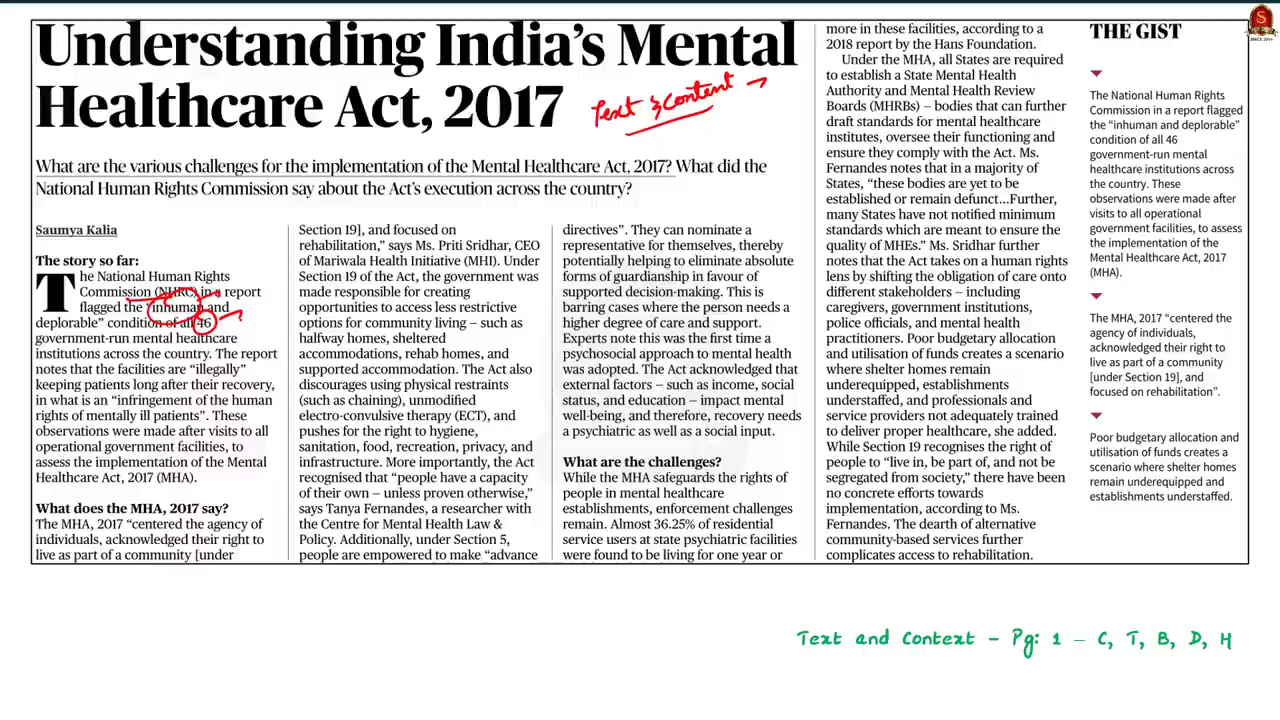 Understanding India's Mental
Healthcare Act, 2017
Text & Content
What are the various challenges for the implementation of the Mental Healthcare Act, 2017? What did the
National Human Rights Commission say about the Act's execution across the country?
Saumya Kalia
The story so far:
The National Human Rights
Commission (NHRC) in a report
flagged the "inhuman and
deplorable" condition of all 46
government-run mental healthcare
institutions across the country. The report
notes that the facilities are "illegally"
keeping patients long after their recovery,
in what is an "infringement of the human
rights of mentally ill patients". These
observations were made after visits to all
operational government facilities, to
assess the implementation of the Mental
Healthcare Act, 2017 (MHA).
What does the MHA, 2017 say?
The MHA, 2017 "centered the agency of
individuals, acknowledged their right to
live as part of a community [under
Section 19], and focused on
rehabilitation," says Ms. Priti Sridhar, CEO
of Mariwala Health Initiative (MHI). Under
Section 19 of the Act, the government was
made responsible for creating
opportunities to access less restrictive
options for community living – such as
halfway homes, sheltered
accommodations, rehab homes, and
supported accommodation. The Act also
discourages using physical restraints
(such as chaining), unmodified
electro-convulsive therapy (ECT), and
pushes for the right to hygiene,
sanitation, food, recreation, privacy, and
infrastructure. More importantly, the Act
recognised that "people have a capacity
of their own – unless proven otherwise,"
says Tanya Fernandes, a researcher with
the Centre for Mental Health Law &
Policy. Additionally, under Section 5,
people are empowered to make "advance
directives". They can nominate a
representative for themselves, thereby
potentially helping to eliminate absolute
forms of guardianship in favour of
supported decision-making. This is
barring cases where the person needs a
higher degree of care and support.
Experts note this was the first time a
psychosocial approach to mental health
was adopted. The Act acknowledged that
external factors – such as income, social
status, and education – impact mental
well-being, and therefore, recovery needs
a psychiatric as well as a social input.
What are the challenges?
While the MHA safeguards the rights of
people in mental healthcare
establishments, enforcement challenges
remain. Almost 36.25% of residential
service users at state psychiatric facilities
were found to be living for one year or
more in these facilities, according to a
2018 report by the Hans Foundation.
Under the MHA, all States are required
to establish a State Mental Health
Authority and Mental Health Review
Boards (MHRBs) – bodies that can further
draft standards for mental healthcare
institutes, oversee their functioning and
ensure they comply with the Act. Ms.
Fernandes notes that in a majority of
States, "these bodies are yet to be
established or remain defunct...Further,
many States have not notified minimum
standards which are meant to ensure the
quality of MHEs." Ms. Sridhar further
notes that the Act takes on a human rights
lens by shifting the obligation of care onto
different stakeholders – including
caregivers, government institutions,
police officials, and mental health
practitioners. Poor budgetary allocation
and utilisation of funds creates a scenario
where shelter homes remain
underequipped, establishments
understaffed, and professionals and
service providers not adequately trained
to deliver proper healthcare, she added.
While Section 19 recognises the right of
people to "live in, be part of, and not be
segregated from society," there have been
no concrete efforts towards
implementation, according to Ms.
Fernandes. The dearth of alternative
community-based services further
complicates access to rehabilitation.
THE GIST
The National Human Rights
Commission in a report flagged
the "inhuman and deplorable"
condition of all 46
government-run mental
healthcare institutions across
the country. These
observations were made after
visits to all operational
government facilities, to assess
the implementation of the
Mental Healthcare Act, 2017
(MHA).
The MHA, 2017 "centered the
agency of individuals,
acknowledged their right to
live as part of a community
[under Section 19], and
focused on rehabilitation".
Poor budgetary allocation and
utilisation of funds creates a
scenario where shelter homes
remain underequipped and
establishments understaffed.
Text and Context – Pg: 1 – C, T, B, D, H